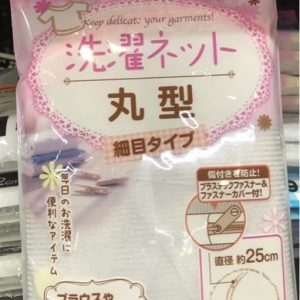 Keep delicate your garments!
洗濯ネット
丸型
細目タイプ
毎日のお洗濯に
便利なアイテム
傷付きを防止!
プラスチックファスナー&
ファスナーカバー付!
直径 約25cm
ブラウスや